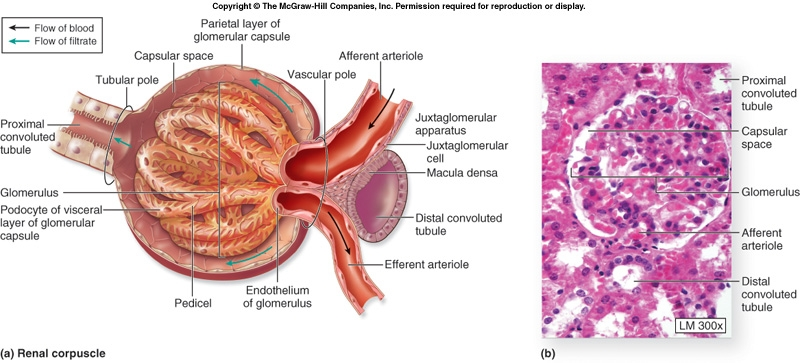 Copyright © The McGraw-Hill Companies, Inc. Permission required for reproduction or display.
Flow of blood
Flow of filtrate
Parietal layer of
glomerular capsule
Capsular space
Tubular pole
Vascular pole
Afferent arteriole
Proximal
convoluted
tubule
Juxtaglomerular
apparatus
Juxtaglomerular
cell
Macula densa
Glomerulus
Podocyte of visceral
layer of glomerular
capsule
Distal convoluted
tubule
Efferent arteriole
Pedicel
Endothelium
of glomerulus
(a) Renal corpuscle
Proximal
convoluted
tubule
Capsular
space
Glomerulus
Afferent
arteriole
Distal
convoluted
tubule
LM 300x
(b)